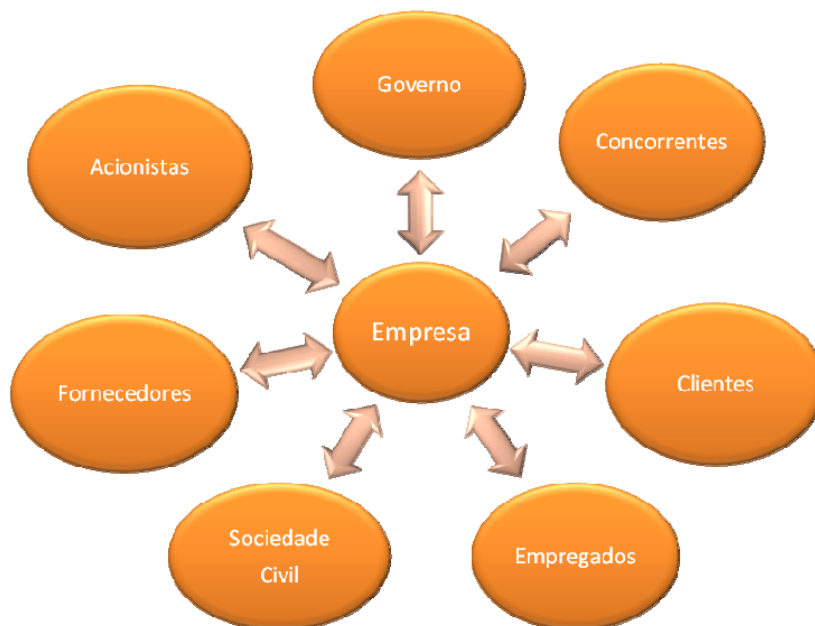 Governo
Concorrentes
Acionistas
Empresa
Clientes
Fornecedores
Sociedade
Civil
Empregados